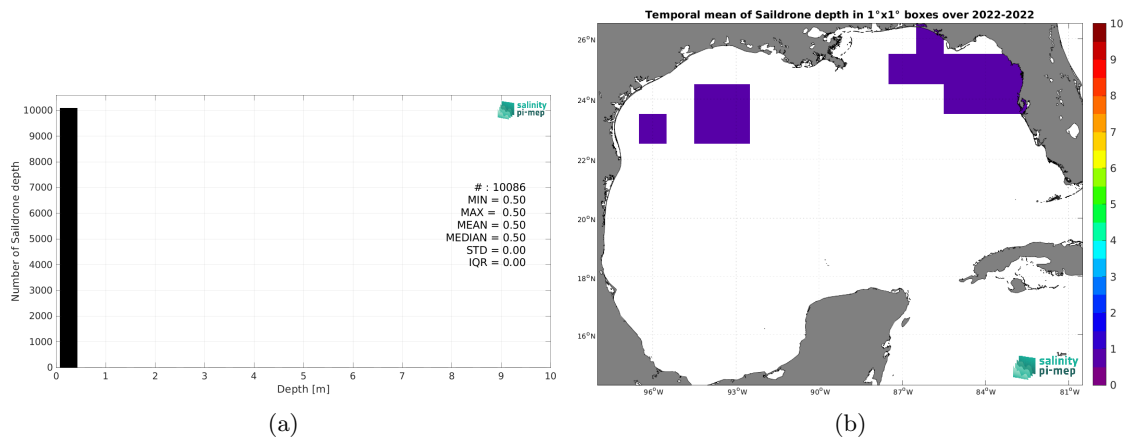 Number of Saildrone depth
10000
9000
8000
7000
6000
5000
4000
3000
2000
1000
0
salinity
pi-mep
# : 10086
MIN = 0.50
MAX = 0.50
MEAN = 0.50
MEDIAN = 0.50
STD = 0.00
IQR = 0.00
0 1 2 3 4 5 6 7 8 9 10
Depth [m]
(a)
Temporal mean of Saildrone depth in 1°x1° boxes over 2022-2022
26°N
24°N
22°N
20°N
18°N
16°N
96°W 93°W 90°W 87°W 84°W 81°W
salinity
pi-mep
10
9
8
7
6
5
4
3
2
1
0
(b)